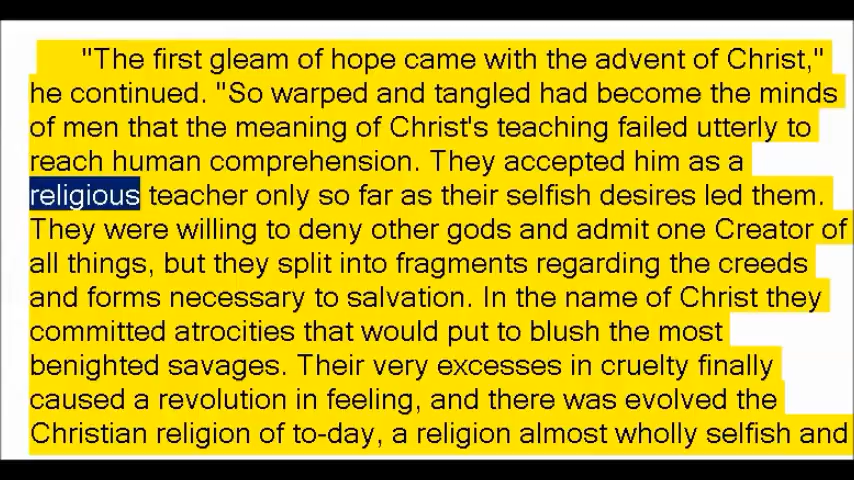 "The first gleam of hope came with the advent of Christ,"
he continued. "So warped and tangled had become the minds
of men that the meaning of Christ's teaching failed utterly to
reach human comprehension. They accepted him as a
religious teacher only so far as their selfish desires led them.
They were willing to deny other gods and admit one Creator of
all things, but they split into fragments regarding the creeds
and forms necessary to salvation. In the name of Christ they
committed atrocities that would put to blush the most
benighted savages. Their very excesses in cruelty finally
caused a revolution in feeling, and there was evolved the
Christian religion of to-day, a religion almost wholly selfish and